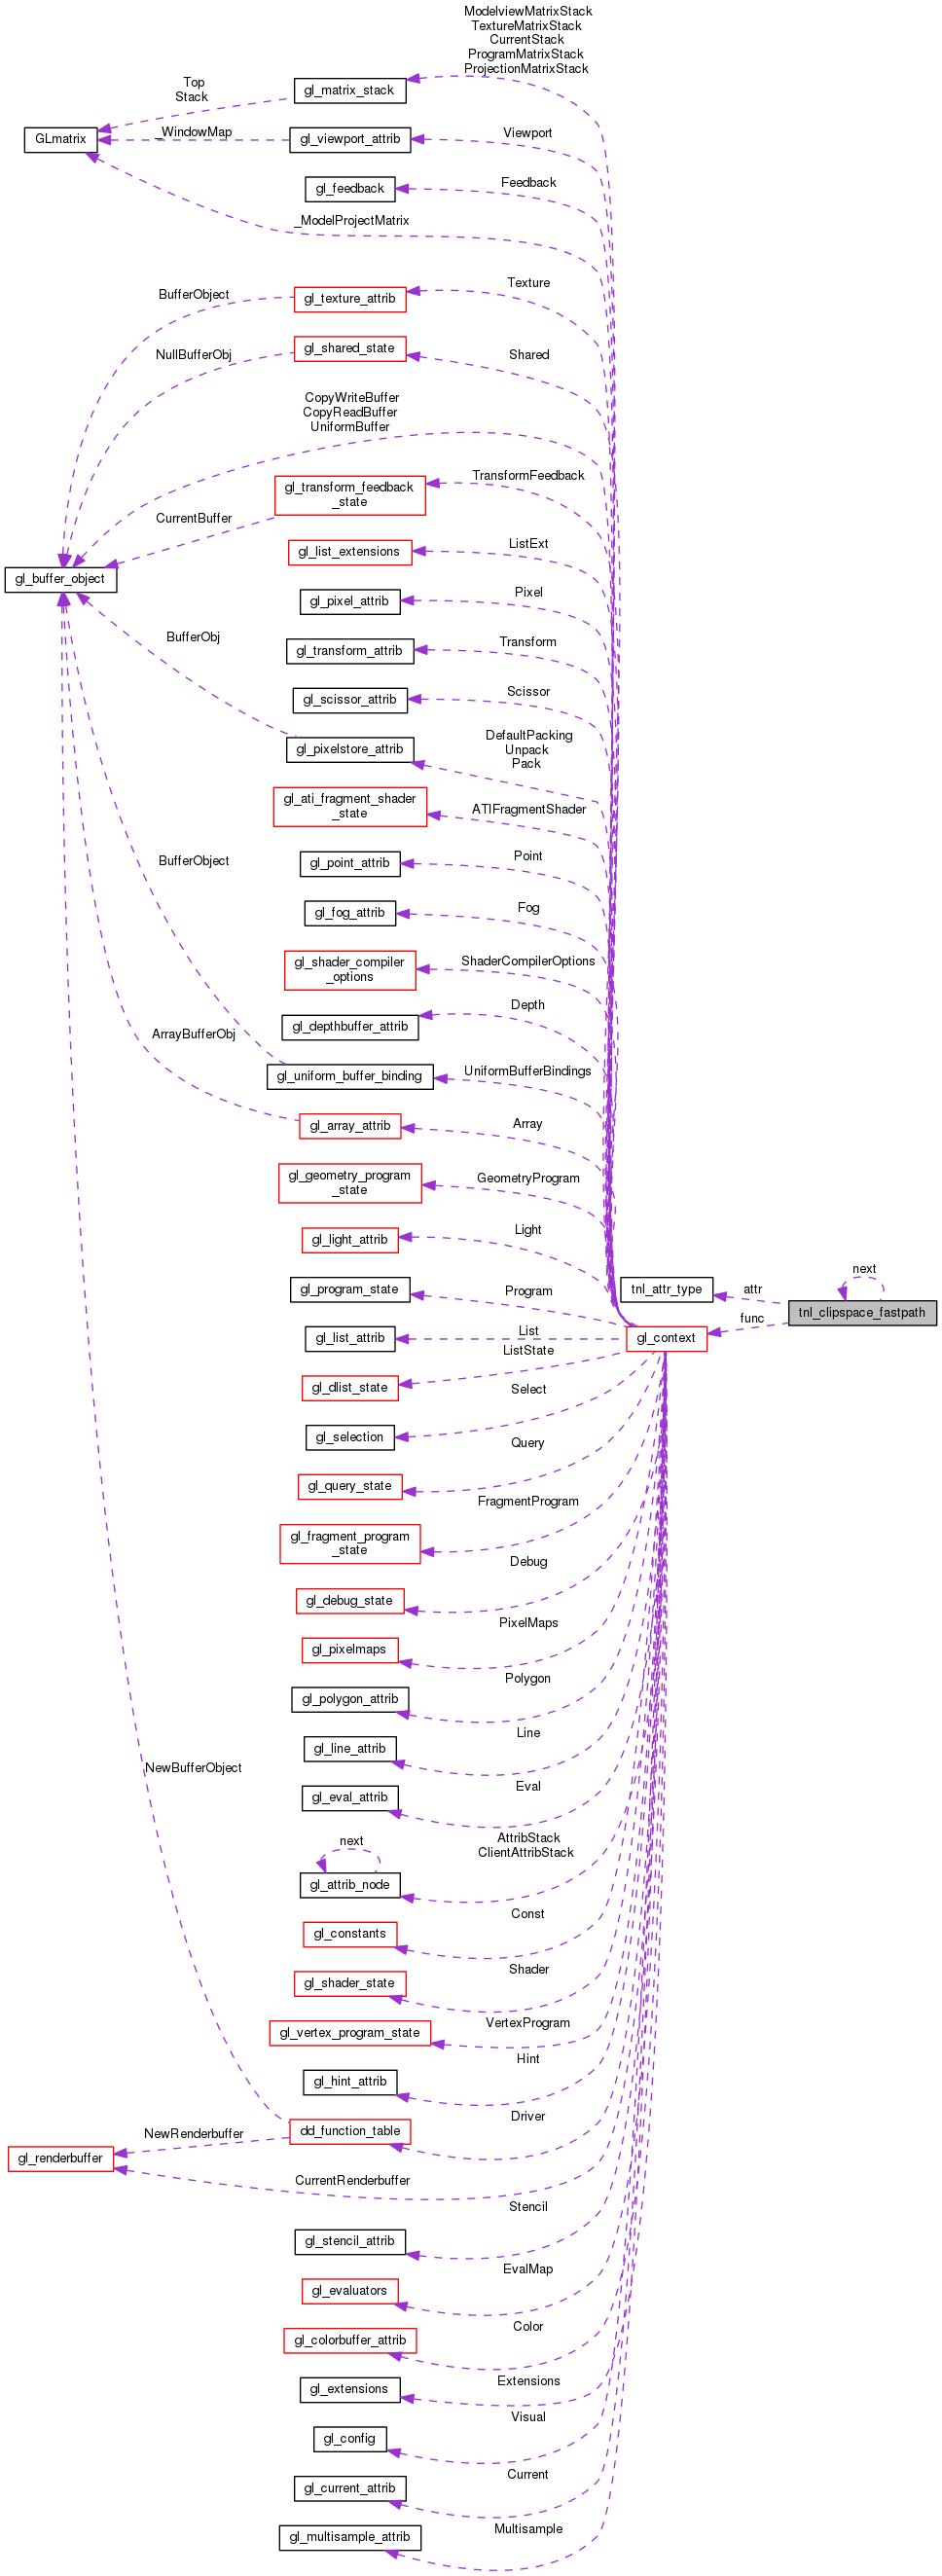 ModelviewMatrixStack
TextureMatrixStack
CurrentStack
ProgramMatrixStack
ProjectionMatrixStack
Top
Stack
gl_matrix_stack
GLmatrix
_WindowMap
gl_viewport_attrib
Viewport
gl_feedback
Feedback
_ModelProjectMatrix
BufferObject
gl_texture_attrib
Texture
NullBufferObj
gl_shared_state
Shared
CopyWriteBuffer
CopyReadBuffer
UniformBuffer
gl_transform_feedback
_state
TransformFeedback
CurrentBuffer
gl_list_extensions
ListExt
gl_buffer_object
gl_pixel_attrib
Pixel
BufferObj
gl_transform_attrib
Transform
gl_scissor_attrib
Scissor
gl_pixelstore_attrib
DefaultPacking
Unpack
Pack
gl_ati_fragment_shader
_state
ATIFragmentShader
BufferObject
gl_point_attrib
Point
gl_fog_attrib
Fog
gl_shader_compiler
_options
ShaderCompilerOptions
gl_depthbuffer_attrib
Depth
ArrayBufferObj
gl_uniform_buffer_binding
UniformBufferBindings
gl_array_attrib
Array
gl_geometry_program
_state
GeometryProgram
gl_light_attrib
Light
gl_program_state
Program
tnl_attr_type
attr
next
tnl_clipspace_fastpath
func
gl_list_attrib
List
gl_context
gl_dlist_state
ListState
gl_selection
Select
gl_query_state
Query
gl_fragment_program
_state
FragmentProgram
gl_debug_state
Debug
gl_pixelmaps
PixelMaps
gl_polygon_attrib
Polygon
gl_line_attrib
Line
NewBufferObject
gl_eval_attrib
Eval
next
gl_attrib_node
AttribStack
ClientAttribStack
gl_constants
Const
gl_shader_state
Shader
gl_vertex_program_state
VertexProgram
gl_hint_attrib
Hint
dd_function_table
Driver
NewRenderbuffer
gl_renderbuffer
CurrentRenderbuffer
gl_stencil_attrib
Stencil
gl_evaluators
EvalMap
gl_colorbuffer_attrib
Color
gl_extensions
Extensions
gl_config
Visual
gl_current_attrib
Current
gl_multisample_attrib
Multisample